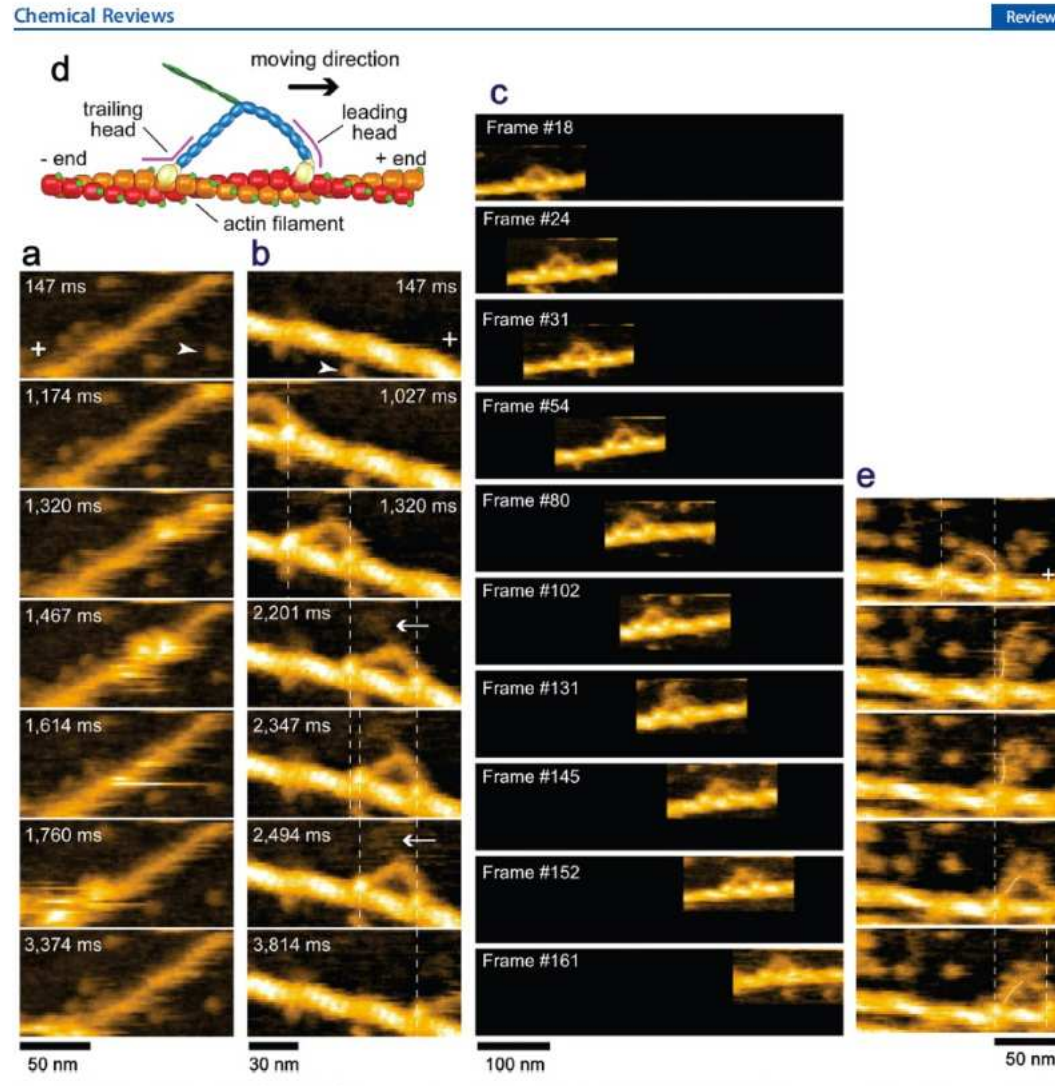 Chemical Reviews
Review
d
moving direction
trailing
head
leading
head
- end
+ end
actin filament
a
147 ms
+
1,174 ms
1,320 ms
1,467 ms
1,614 ms
1,760 ms
3,374 ms
50 nm
b
147 ms
+
1,027 ms
1,320 ms
2,201 ms
2,347 ms
2,494 ms
3,814 ms
30 nm
c
Frame #18
Frame #24
Frame #31
Frame #54
Frame #80
Frame #102
Frame #131
Frame #145
Frame #152
Frame #161
100 nm
e
+
50 nm